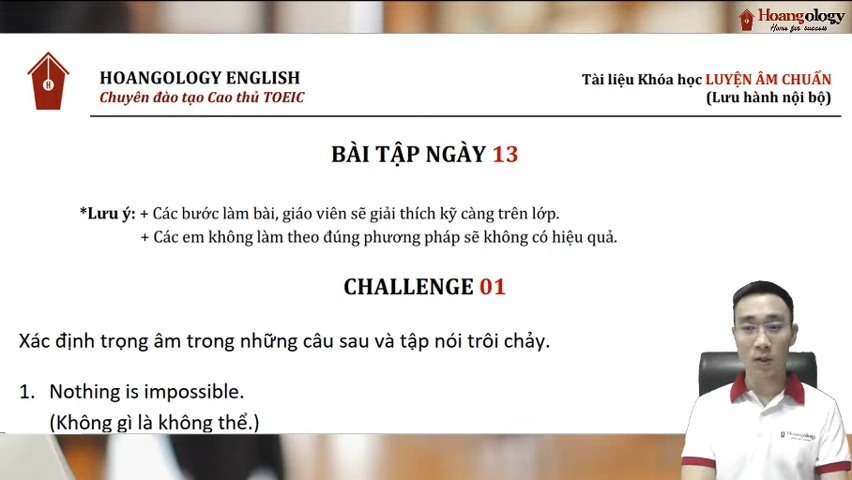 Hoangology
Home for success
HOANGOLOGY ENGLISH
Chuyên đào tạo Cao thủ TOEIC
Tài liệu Khóa học LUYỆN ÂM CHUẨN
(Lưu hành nội bộ)
H
BÀI TẬP NGÀY 13
*Lưu ý: + Các bước làm bài, giáo viên sẽ giải thích kỹ càng trên lớp.
+ Các em không làm theo đúng phương pháp sẽ không có hiệu quả.
CHALLENGE 01
Xác định trọng âm trong những câu sau và tập nói trôi chảy.
1. Nothing is impossible.
(Không gì là không thể.)
Hoangology